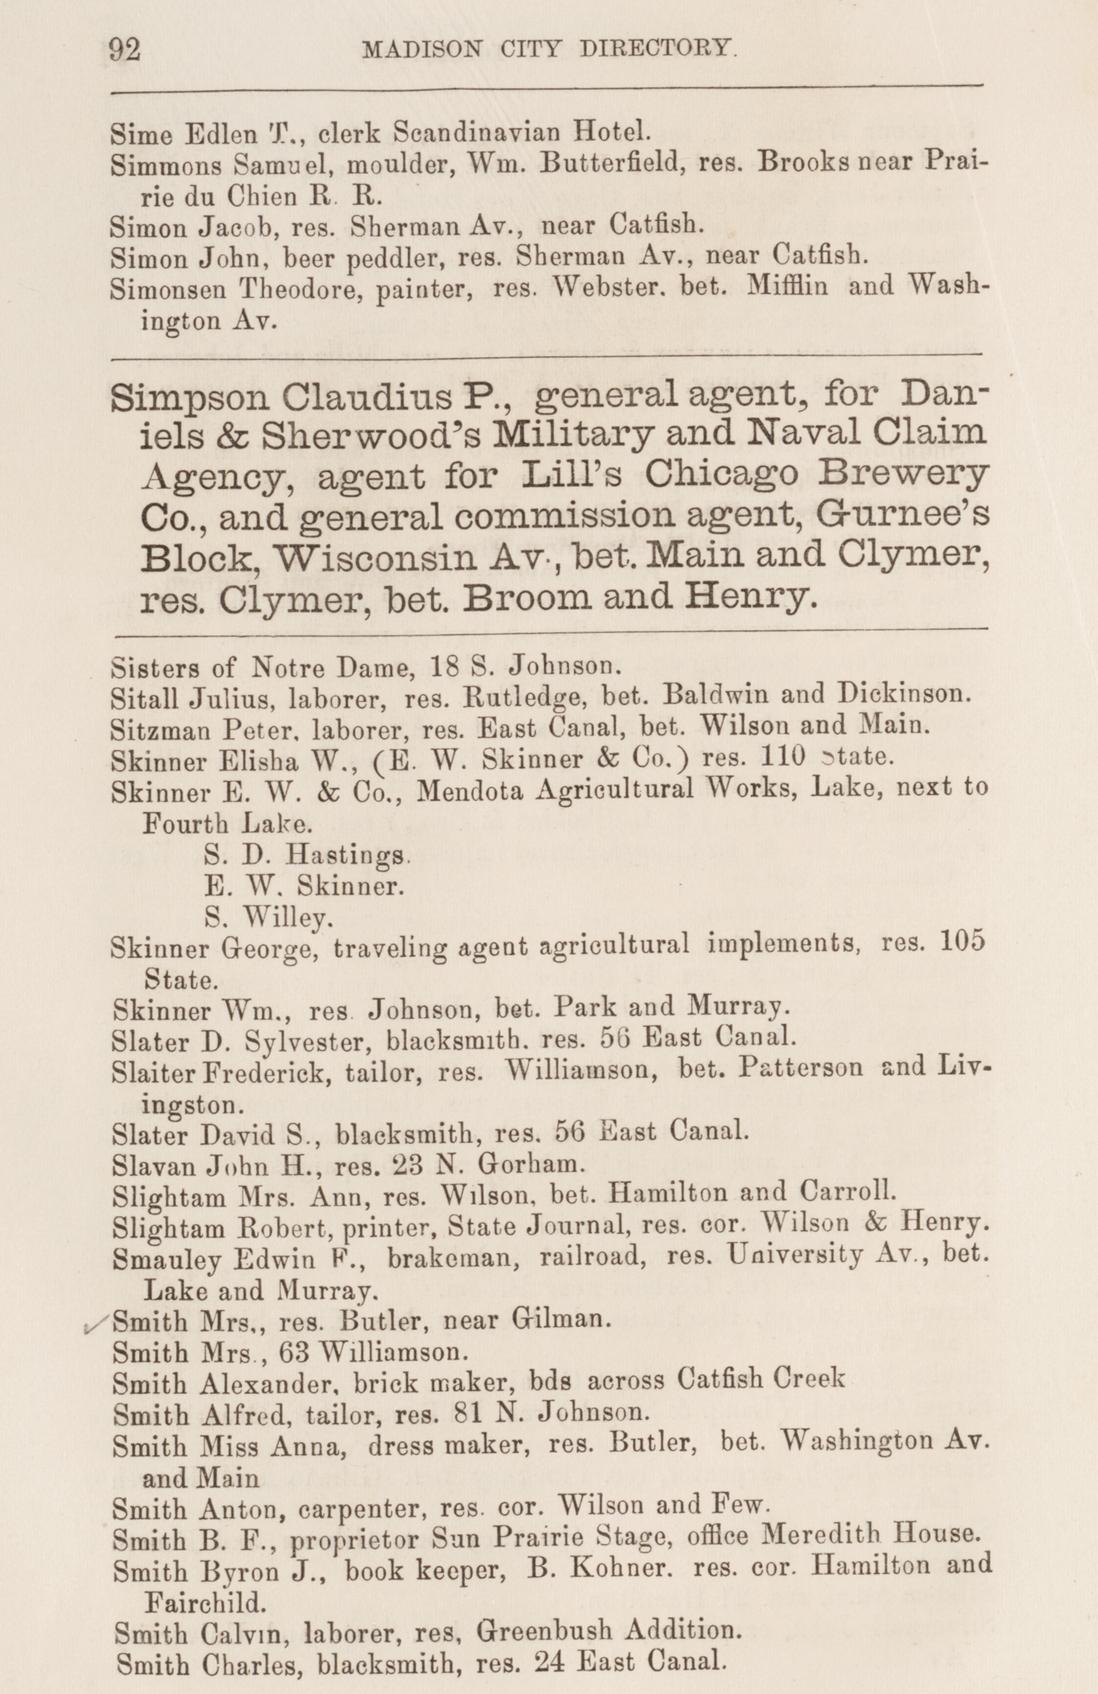 92
MADISON CITY DIRECTORY.
Sime Edlen T., clerk Scandinavian Hotel.
Simmons Samuel, moulder, Wm. Butterfield, res. Brooks near Prai-
rie du Chien R. R.
Simon Jacob, res. Sherman Av., near Catfish.
Simon John, beer peddler, res. Sherman Av., near Catfish.
Simonsen Theodore, painter, res. Webster. bet. Mifflin and Wash-
ington Av.
Simpson Claudius P., general agent, for Dan-
iels & Sherwood's Military and Naval Claim
Agency, agent for Lill's Chicago Brewery
Co., and general commission agent, Gurnee's
Block, Wisconsin Av., bet. Main and Clymer,
res. Clymer, bet. Broom and Henry.
Sisters of Notre Dame, 18 S. Johnson.
Sitall Julius, laborer, res. Rutledge, bet. Baldwin and Dickinson.
Sitzman Peter, laborer, res. East Canal, bet. Wilson and Main.
Skinner Elisha W., (E. W. Skinner & Co.) res. 110 State.
Skinner E. W. & Co., Mendota Agricultural Works, Lake, next to
Fourth Lake.
S. D. Hastings.
E. W. Skinner.
S. Willey.
Skinner George, traveling agent agricultural implements, res. 105
State.
Skinner Wm., res. Johnson, bet. Park and Murray.
Slater D. Sylvester, blacksmith. res. 56 East Canal.
Slaiter Frederick, tailor, res. Williamson, bet. Patterson and Liv-
ingston.
Slater David S., blacksmith, res. 56 East Canal.
Slavan John H., res. 23 N. Gorham.
Slightam Mrs. Ann, res. Wilson, bet. Hamilton and Carroll.
Slightam Robert, printer, State Journal, res. cor. Wilson & Henry.
Smauley Edwin F., brakeman, railroad, res. University Av., bet.
Lake and Murray.
Smith Mrs., res. Butler, near Gilman.
Smith Mrs., 63 Williamson.
Smith Alexander, brick maker, bds across Catfish Creek
Smith Alfred, tailor, res. 81 N. Johnson.
Smith Miss Anna, dress maker, res. Butler, bet. Washington Av.
and Main
Smith Anton, carpenter, res. cor. Wilson and Few.
Smith B. F., proprietor Sun Prairie Stage, office Meredith House.
Smith Byron J., book keeper, B. Kohner. res. cor. Hamilton and
Fairchild.
Smith Calvin, laborer, res, Greenbush Addition.
Smith Charles, blacksmith, res. 24 East Canal.